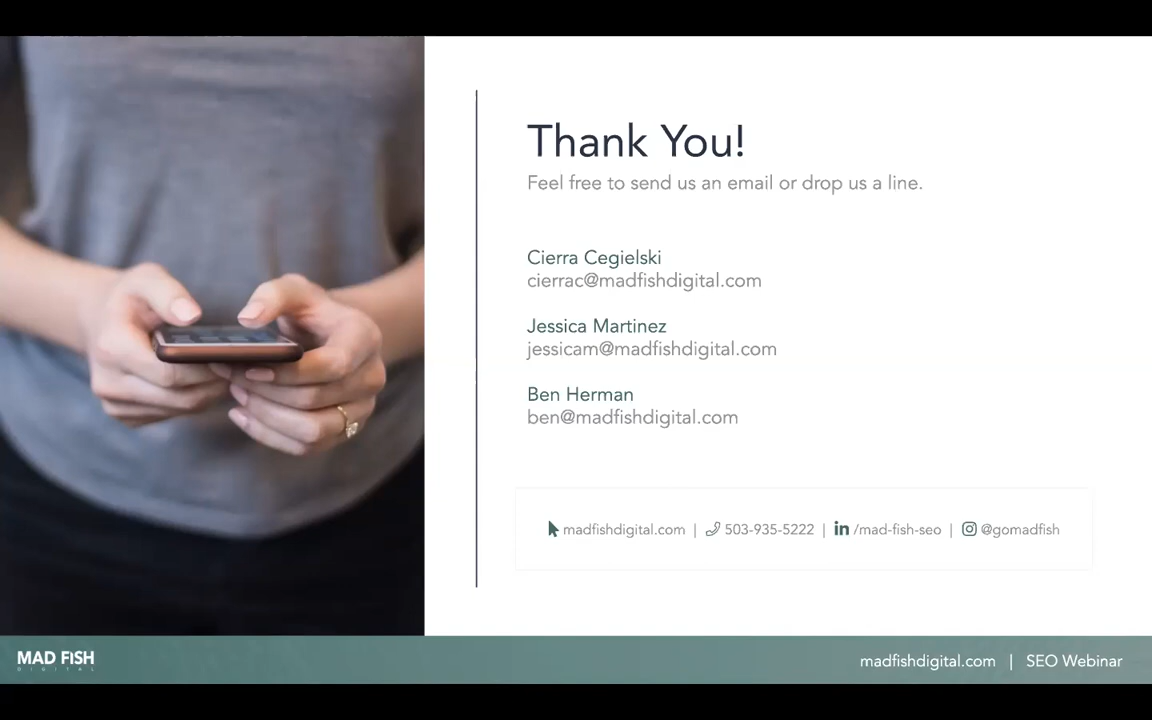 Thank You!
Feel free to send us an email or drop us a line.
Cierra Cegielski
cierrac@madfishdigital.com
Jessica Martinez
jessicam@madfishdigital.com
Ben Herman
ben@madfishdigital.com
madfishdigital.com | 503-935-5222 | in /mad-fish-seo | @gomadfish
MAD FISH
DIGITAL
madfishdigital.com | SEO Webinar